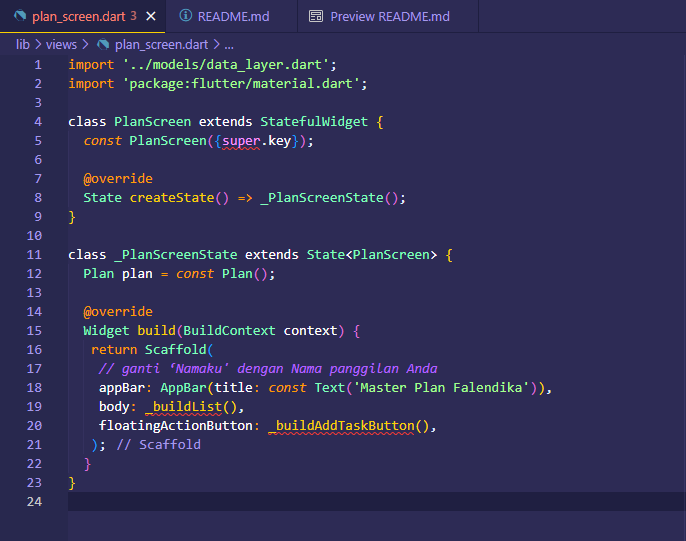 plan_screen.dart 3 README.md Preview README.md
lib > views > plan_screen.dart > ...
1 import '../models/data_layer.dart';
2 import 'package:flutter/material.dart';
3
4 class PlanScreen extends StatefulWidget {
5 const PlanScreen({super.key});
6
7 @override
8 State createState() => _PlanScreenState();
9 }
10
11 class _PlanScreenState extends State<PlanScreen> {
12 Plan plan = const Plan();
13
14 @override
15 Widget build(BuildContext context) {
16 return Scaffold(
17 // ganti ‘Namaku' dengan Nama panggilan Anda
18 appBar: AppBar(title: const Text('Master Plan Falendika')),
19 body: _buildList(),
20 floatingActionButton: _buildAddTaskButton(),
21 ); // Scaffold
22 }
23 }
24